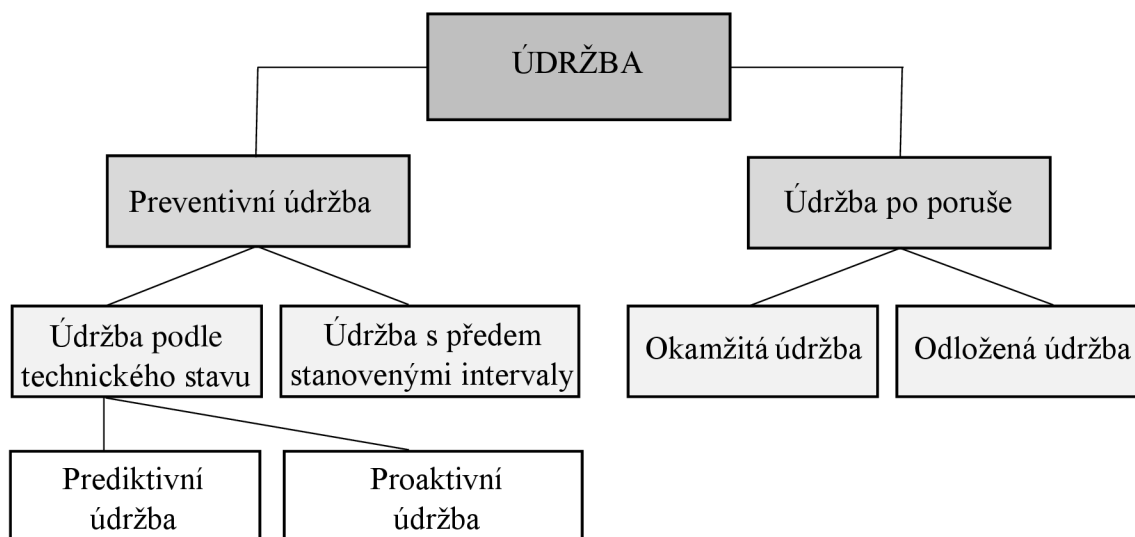 ÚDRŽBA
Preventivní údržba
Údržba po poruše
Údržba podle
technického stavu
Údržba s předem
stanovenými intervaly
Okamžitá údržba
Odložená údržba
Prediktivní
údržba
Proaktivní
údržba